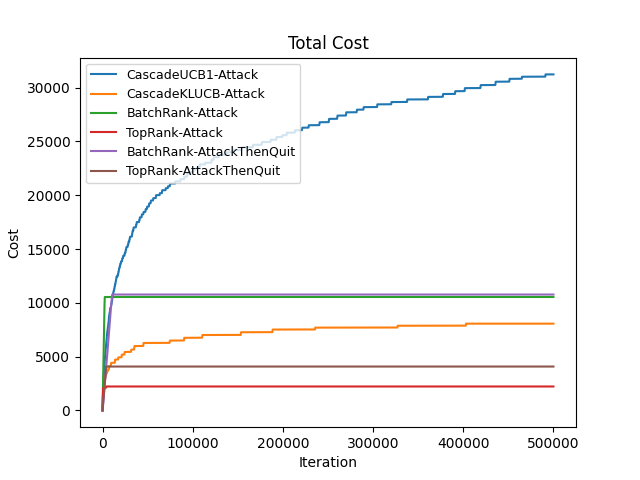 Total Cost
CascadeUCB1-Attack
CascadeKLUCB-Attack
BatchRank-Attack
TopRank-Attack
BatchRank-AttackThenQuit
TopRank-AttackThenQuit
30000
25000
20000
15000
10000
5000
0
Cost
0 100000 200000 300000 400000 500000
Iteration